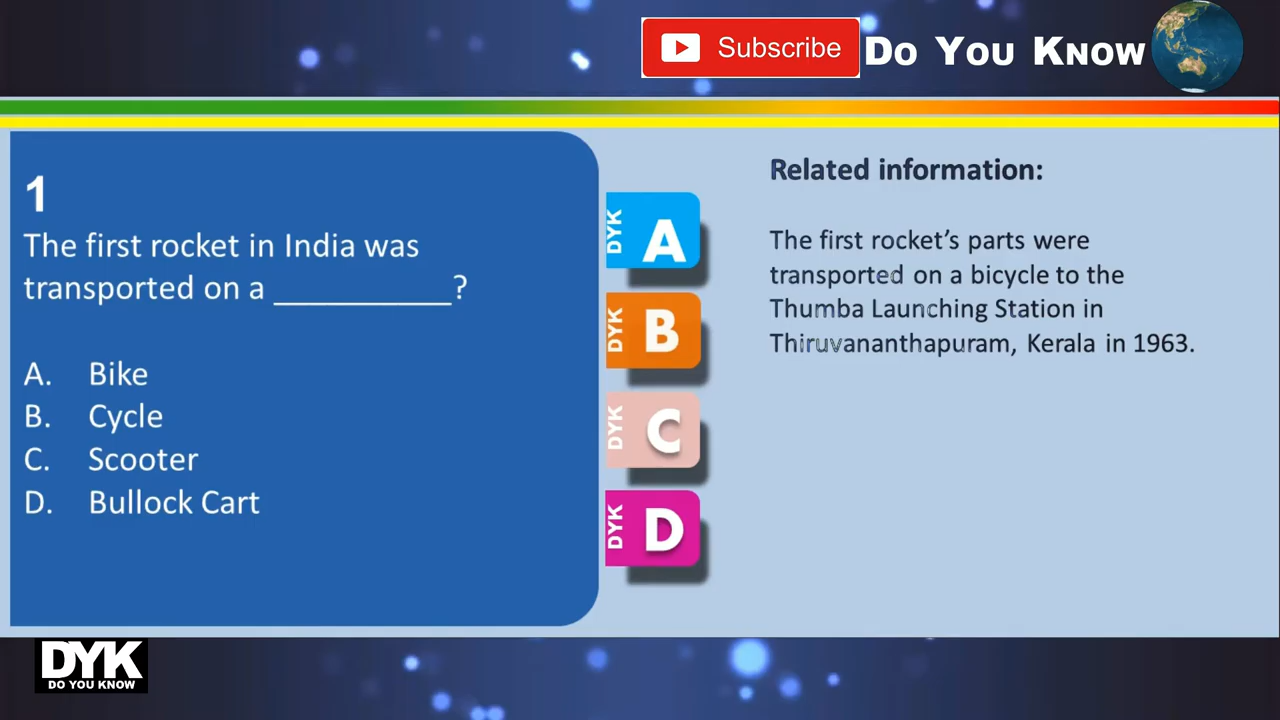 Subscribe
Do You Know
1
The first rocket in India was
transported on a ___________?
A. Bike
B. Cycle
C. Scooter
D. Bullock Cart
DYK A
DYK B
DYK C
DYK D
Related information:
The first rocket's parts were
transported on a bicycle to the
Thumba Launching Station in
Thiruvananthapuram, Kerala in 1963.
DYK
DO YOU KNOW